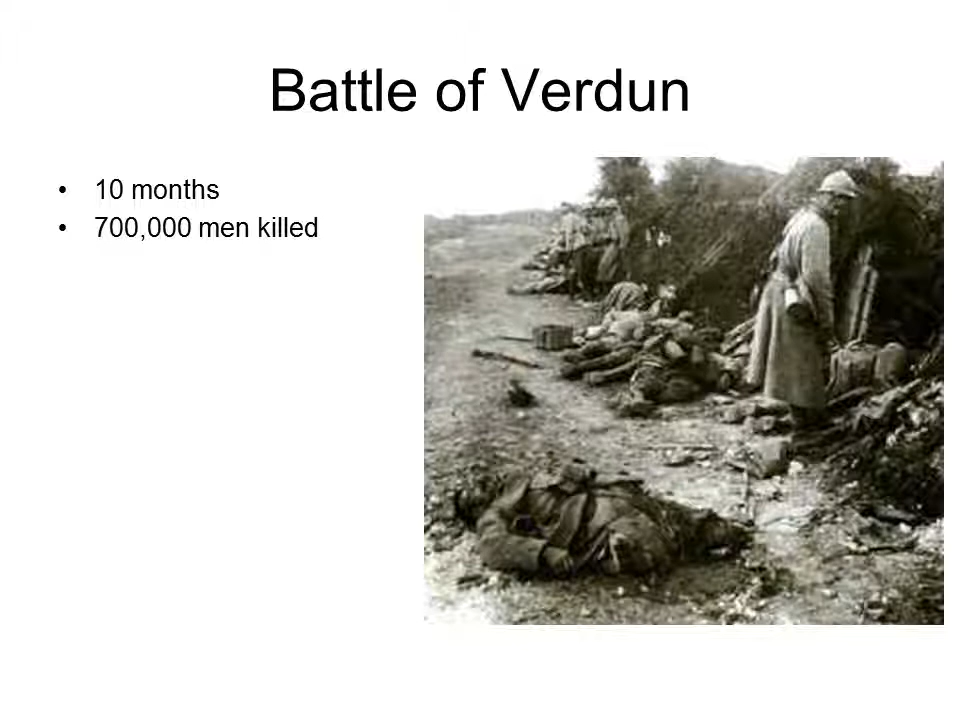 Battle of Verdun
• 10 months
• 700,000 men killed